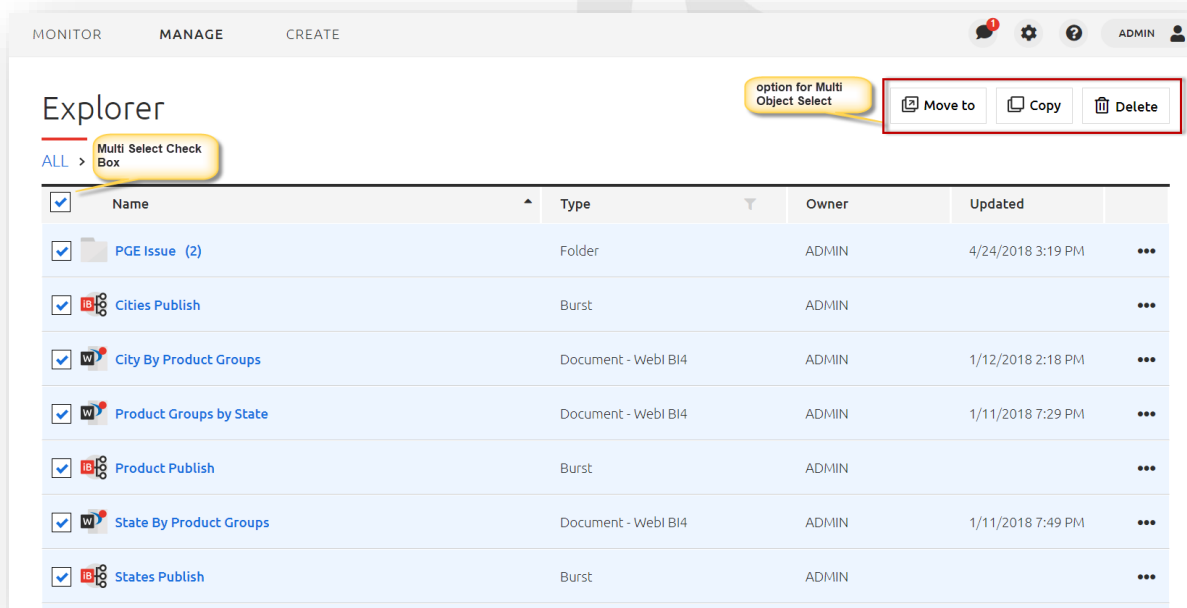 MONITOR MANAGE CREATE 1 ADMIN
Explorer
option for Multi
Object Select
Move to Copy Delete
ALL >
Multi Select Check
Box
Name Type Owner Updated
PGE Issue (2) Folder ADMIN 4/24/2018 3:19 PM
iB Cities Publish Burst ADMIN
W City By Product Groups Document - WebI BI4 ADMIN 1/12/2018 2:18 PM
W Product Groups by State Document - WebI BI4 ADMIN 1/11/2018 7:29 PM
iB Product Publish Burst ADMIN
W State By Product Groups Document - WebI BI4 ADMIN 1/11/2018 7:49 PM
iB States Publish Burst ADMIN